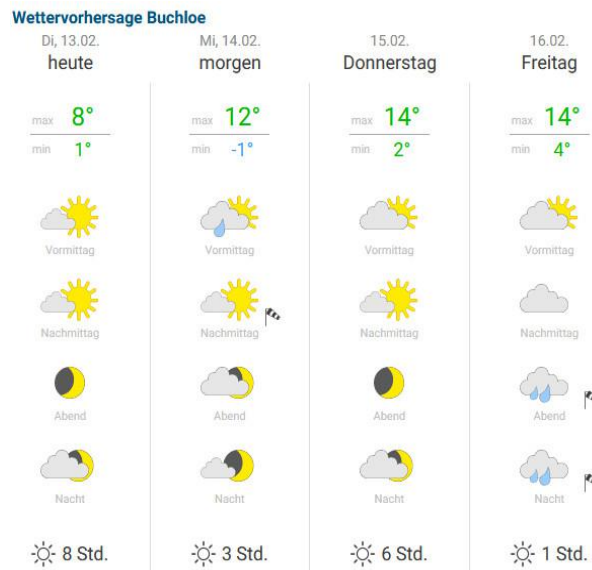 Wettervorhersage Buchloe
Di, 13.02. Mi, 14.02. 15.02. 16.02.
heute morgen Donnerstag Freitag
max 8° max 12° max 14° max 14°
min 1° min -1° min 2° min 4°
Vormittag Vormittag Vormittag Vormittag
Nachmittag Nachmittag Nachmittag Nachmittag
Abend Abend Abend Abend
Nacht Nacht Nacht Nacht
8 Std. 3 Std. 6 Std. 1 Std.